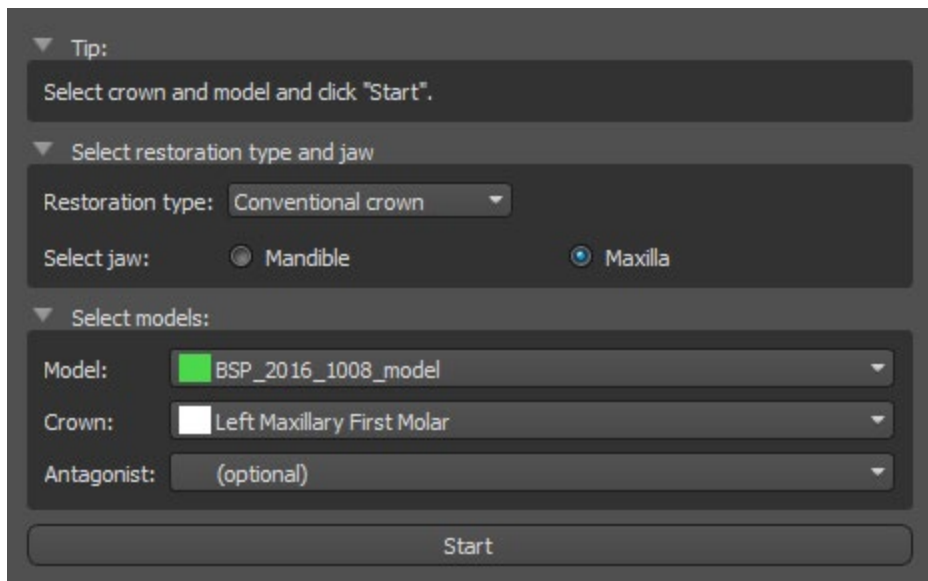 Tip:
Select crown and model and click "Start".
Select restoration type and jaw
Restoration type: Conventional crown
Select jaw: Mandible Maxilla
Select models:
Model: BSP_2016_1008_model
Crown: Left Maxillary First Molar
Antagonist: (optional)
Start